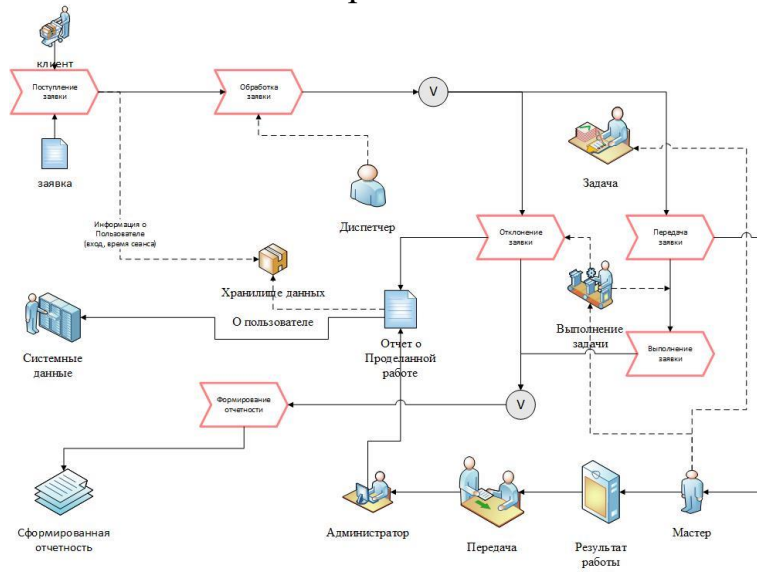 клиент
Поступление
заявки
Обработка
заявки
V
заявка
Диспетчер
Задача
Информация о
Пользователе
(вход, время сеанса)
Отклонение
заявки
Передача
заявки
Хранилище данных
О пользователе
Системные
данные
Отчет о
Проделанной
работе
Выполнение
задачи
Выполнение
заявки
Формирование
отчетности
V
Сформированная
отчетность
Администратор
Передача
Результат
работы
Мастер